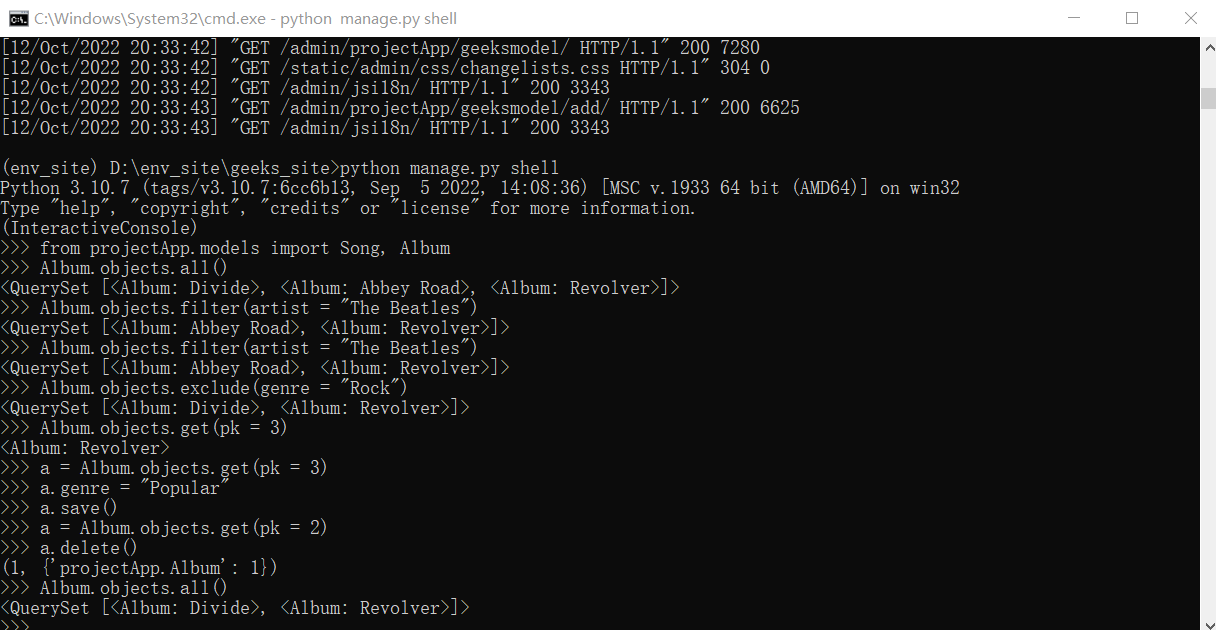 C:\Windows\System32\cmd.exe - python  manage.py shell
[12/Oct/2022 20:33:42] "GET /admin/projectApp/geeksmodel/ HTTP/1.1" 200 7280
[12/Oct/2022 20:33:42] "GET /static/admin/css/changelists.css HTTP/1.1" 304 0
[12/Oct/2022 20:33:42] "GET /admin/jsi18n/ HTTP/1.1" 200 3343
[12/Oct/2022 20:33:43] "GET /admin/projectApp/geeksmodel/add/ HTTP/1.1" 200 6625
[12/Oct/2022 20:33:43] "GET /admin/jsi18n/ HTTP/1.1" 200 3343
(env_site) D:\env_site\geeks_site>python manage.py shell
Python 3.10.7 (tags/v3.10.7:6cc6b13, Sep  5 2022, 14:08:36) [MSC v.1933 64 bit (AMD64)] on win32
Type "help", "copyright", "credits" or "license" for more information.
(InteractiveConsole)
>>> from projectApp.models import Song, Album
>>> Album.objects.all()
<QuerySet [<Album: Divide>, <Album: Abbey Road>, <Album: Revolver>]>
>>> Album.objects.filter(artist = "The Beatles")
<QuerySet [<Album: Abbey Road>, <Album: Revolver>]>
>>> Album.objects.filter(artist = "The Beatles")
<QuerySet [<Album: Abbey Road>, <Album: Revolver>]>
>>> Album.objects.exclude(genre = "Rock")
<QuerySet [<Album: Divide>, <Album: Revolver>]>
>>> Album.objects.get(pk = 3)
<Album: Revolver>
>>> a = Album.objects.get(pk = 3)
>>> a.genre = "Popular"
>>> a.save()
>>> a = Album.objects.get(pk = 2)
>>> a.delete()
(1, {'projectApp.Album': 1})
>>> Album.objects.all()
<QuerySet [<Album: Divide>, <Album: Revolver>]>
>>>